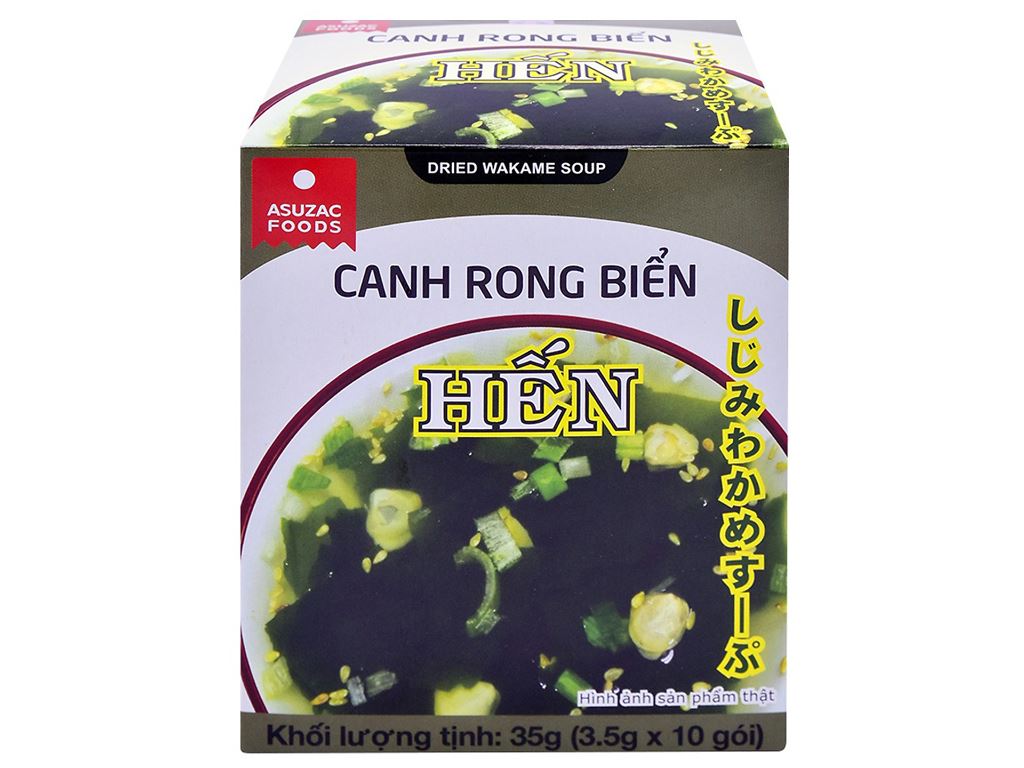 ASUZAC
FOODS
CANH RONG BIỂN
HẾN
しじみわかめすーぷ
DRIED WAKAME SOUP
ASUZAC
FOODS
CANH RONG BIỂN
HẾN
しじみわかめすーぷ
Hình ảnh sản phẩm thật
Khối lượng tịnh: 35g (3.5g x 10 gói)